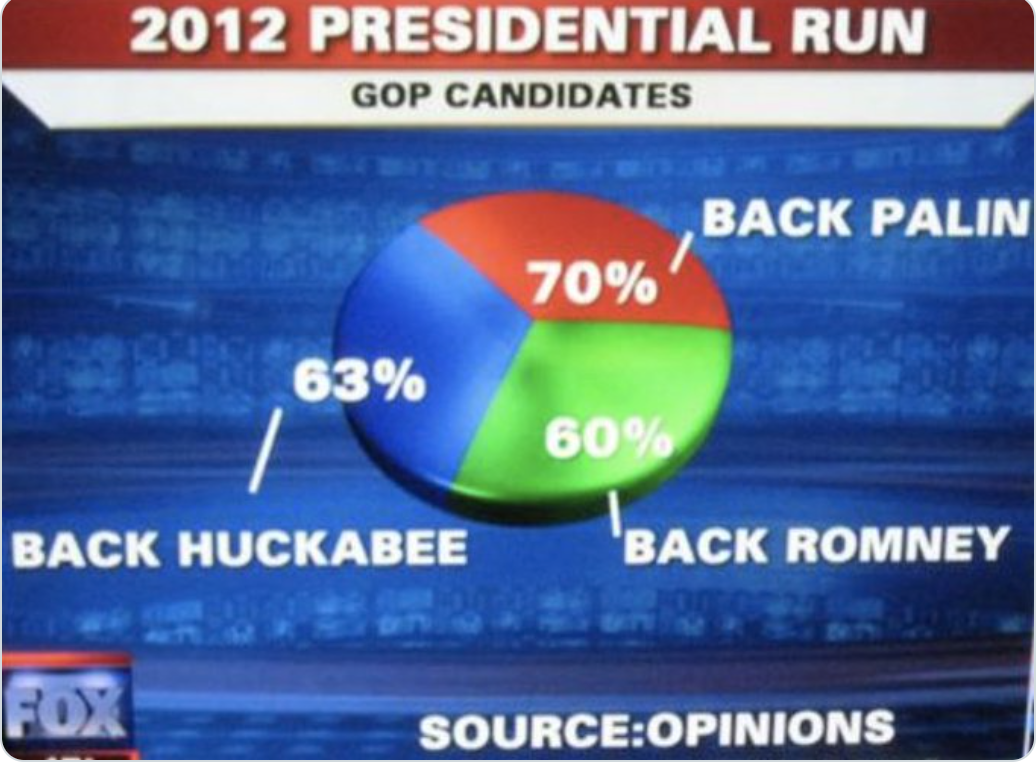 2012 PRESIDENTIAL RUN
GOP CANDIDATES
BACK PALIN
70%
63%
60%
BACK HUCKABEE
BACK ROMNEY
FOX
SOURCE:OPINIONS